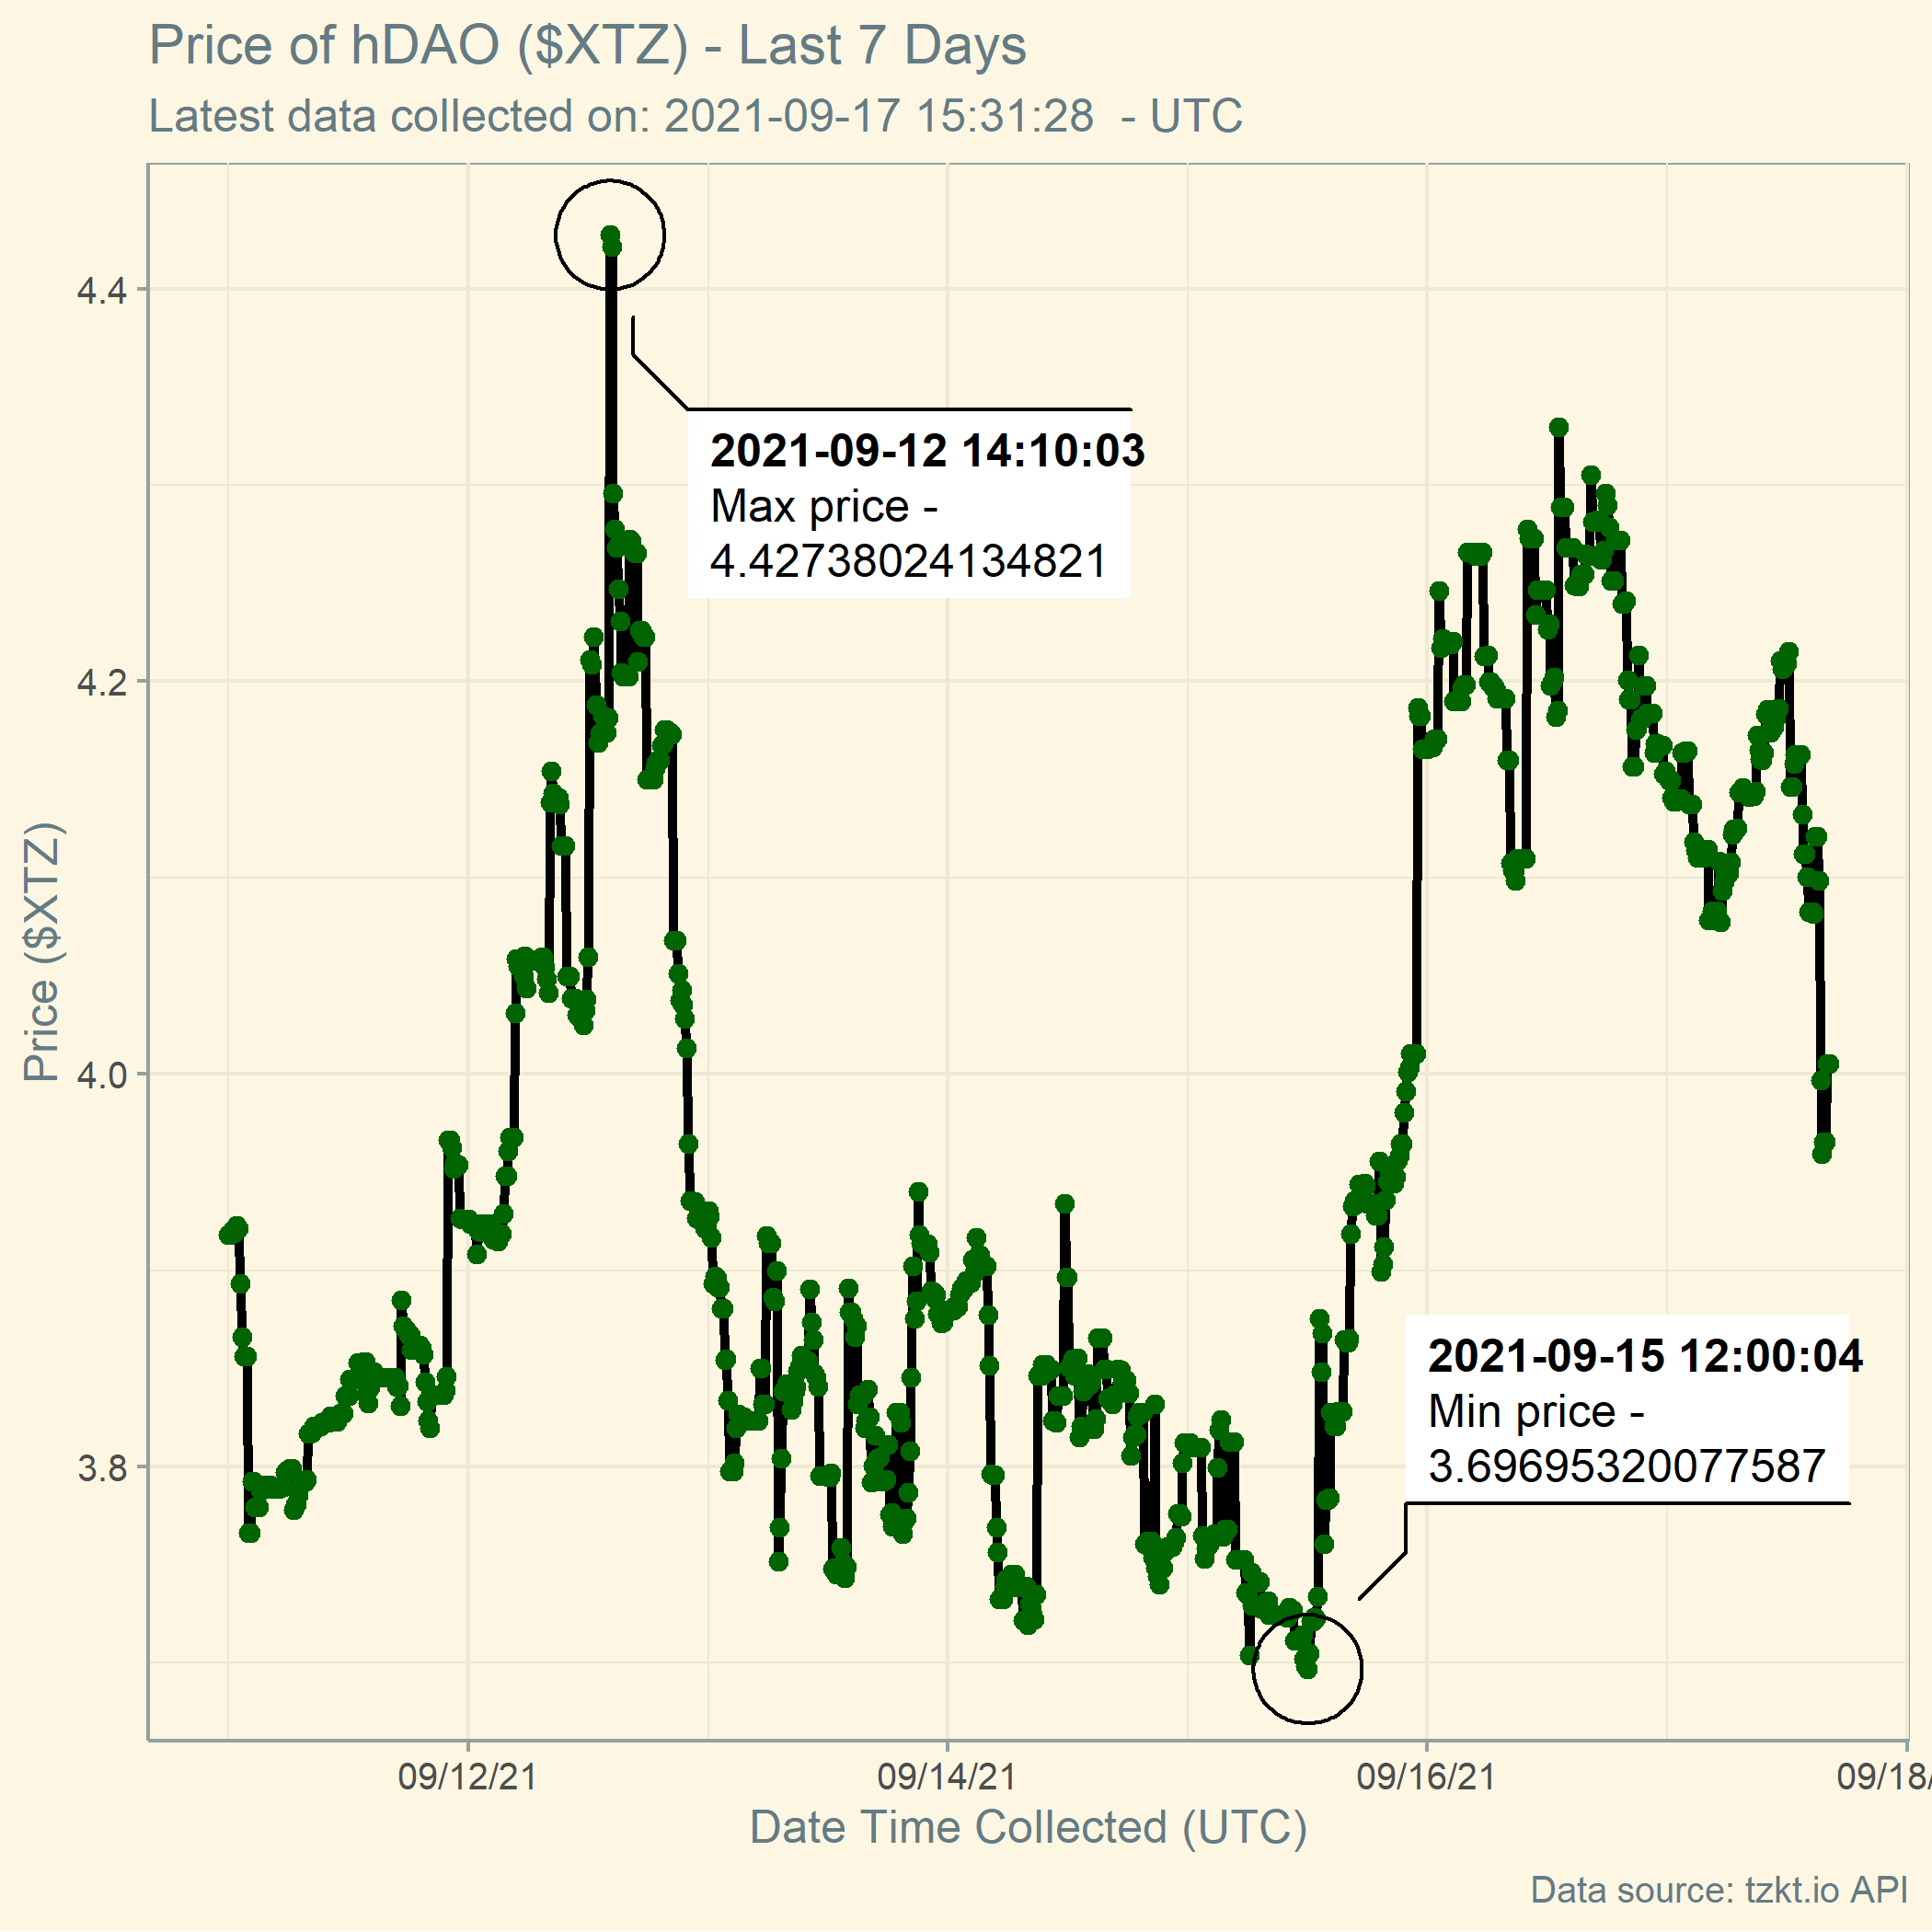 Price of hDAO ($XTZ) - Last 7 Days
Latest data collected on: 2021-09-17 15:31:28 - UTC
Price ($XTZ)
4.4
4.2
4.0
3.8
2021-09-12 14:10:03
Max price -
4.42738024134821
2021-09-15 12:00:04
Min price -
3.69695320077587
09/12/21
09/14/21
09/16/21
09/18/
Date Time Collected (UTC)
Data source: tzkt.io API